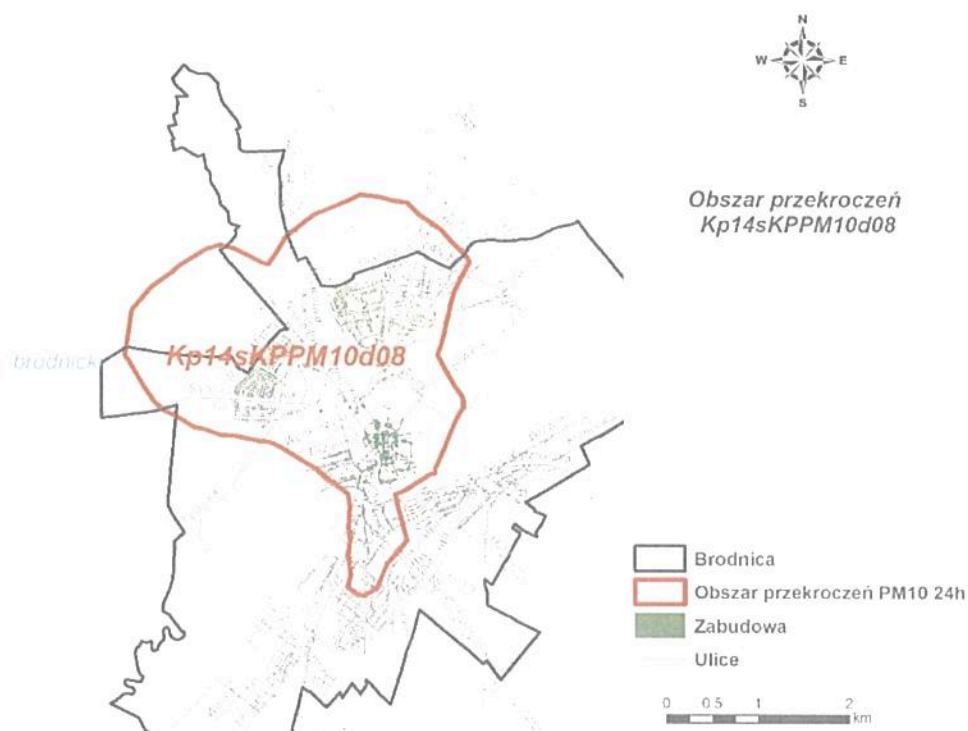 N
W E
S
Obszar przekroczeń
Kp14sKPPM10d08
brodnick
Kp14sKPPM10d08
Brodnica
Obszar przekroczeń PM10 24h
Zabudowa
Ulice
0 0.5 1 2
km